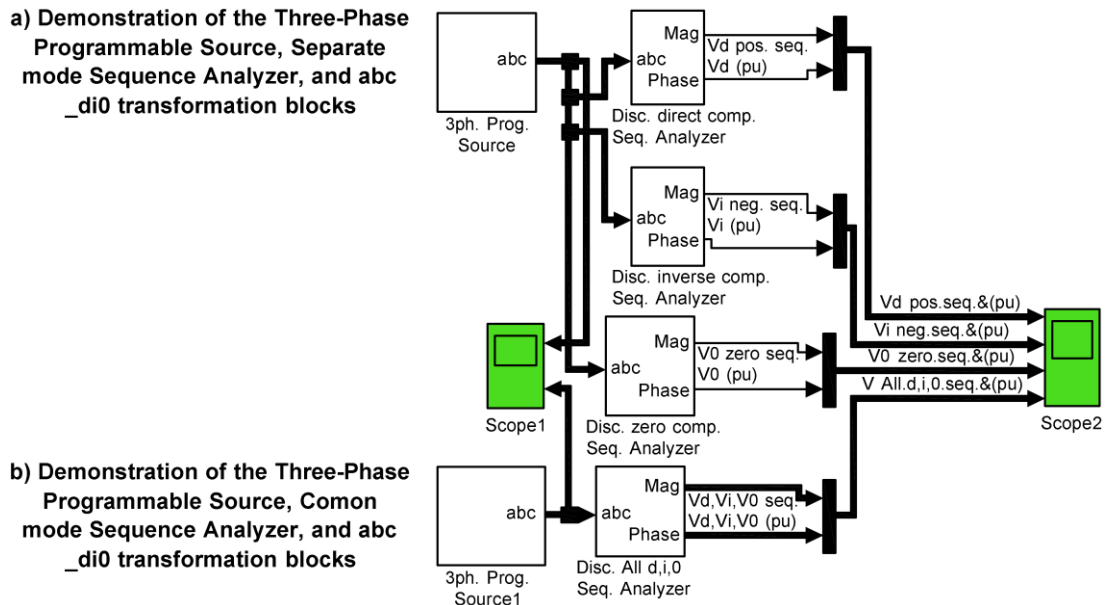 a) Demonstration of the Three-Phase
Programmable Source, Separate
mode Sequence Analyzer, and abc
_di0 transformation blocks
abc
3ph. Prog.
Source
abc
Mag
Phase
Vd pos. seq.
Vd (pu)
Disc. direct comp.
Seq. Analyzer
abc
Mag
Phase
Vi neg. seq.
Vi (pu)
Disc. inverse comp.
Seq. Analyzer
Vd pos.seq.&(pu)
Vi neg.seq.&(pu)
V0 zero.seq.&(pu)
V All.d,i,0.seq.&(pu)
Scope2
Scope1
abc
Mag
Phase
V0 zero seq.
V0 (pu)
Disc. zero comp.
Seq. Analyzer
b) Demonstration of the Three-Phase
Programmable Source, Comon
mode Sequence Analyzer, and abc
_di0 transformation blocks
abc
3ph. Prog.
Source1
abc
Mag
Phase
Vd,Vi,V0 seq.
Vd,Vi,V0 (pu)
Disc. All d,i,0
Seq. Analyzer